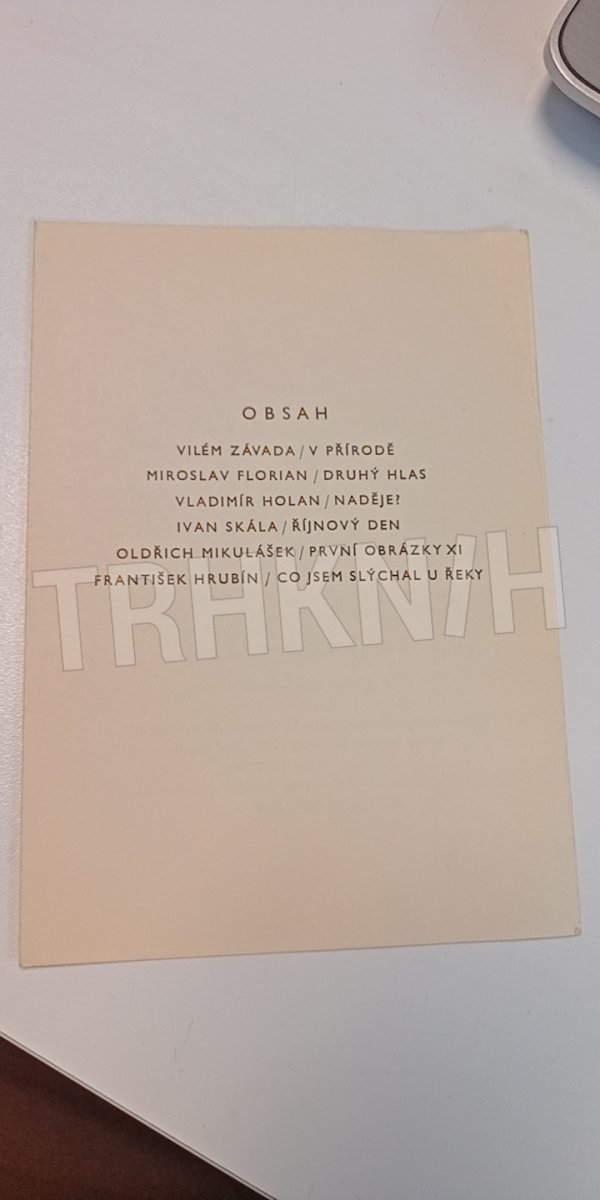 OBSAH
VILÉM ZÁVADA / V PŘÍRODĚ
MIROSLAV FLORIAN / DRUHÝ HLAS
VLADIMÍR HOLAN / NADĚJE?
IVAN SKÁLA / ŘÍJNOVÝ DEN
OLDŘICH MIKULÁŠEK / PRVNÍ OBRÁZKY XI
FRANTIŠEK HRUBÍN / CO JSEM SLÝCHAL U ŘEKY
TRHKN/H